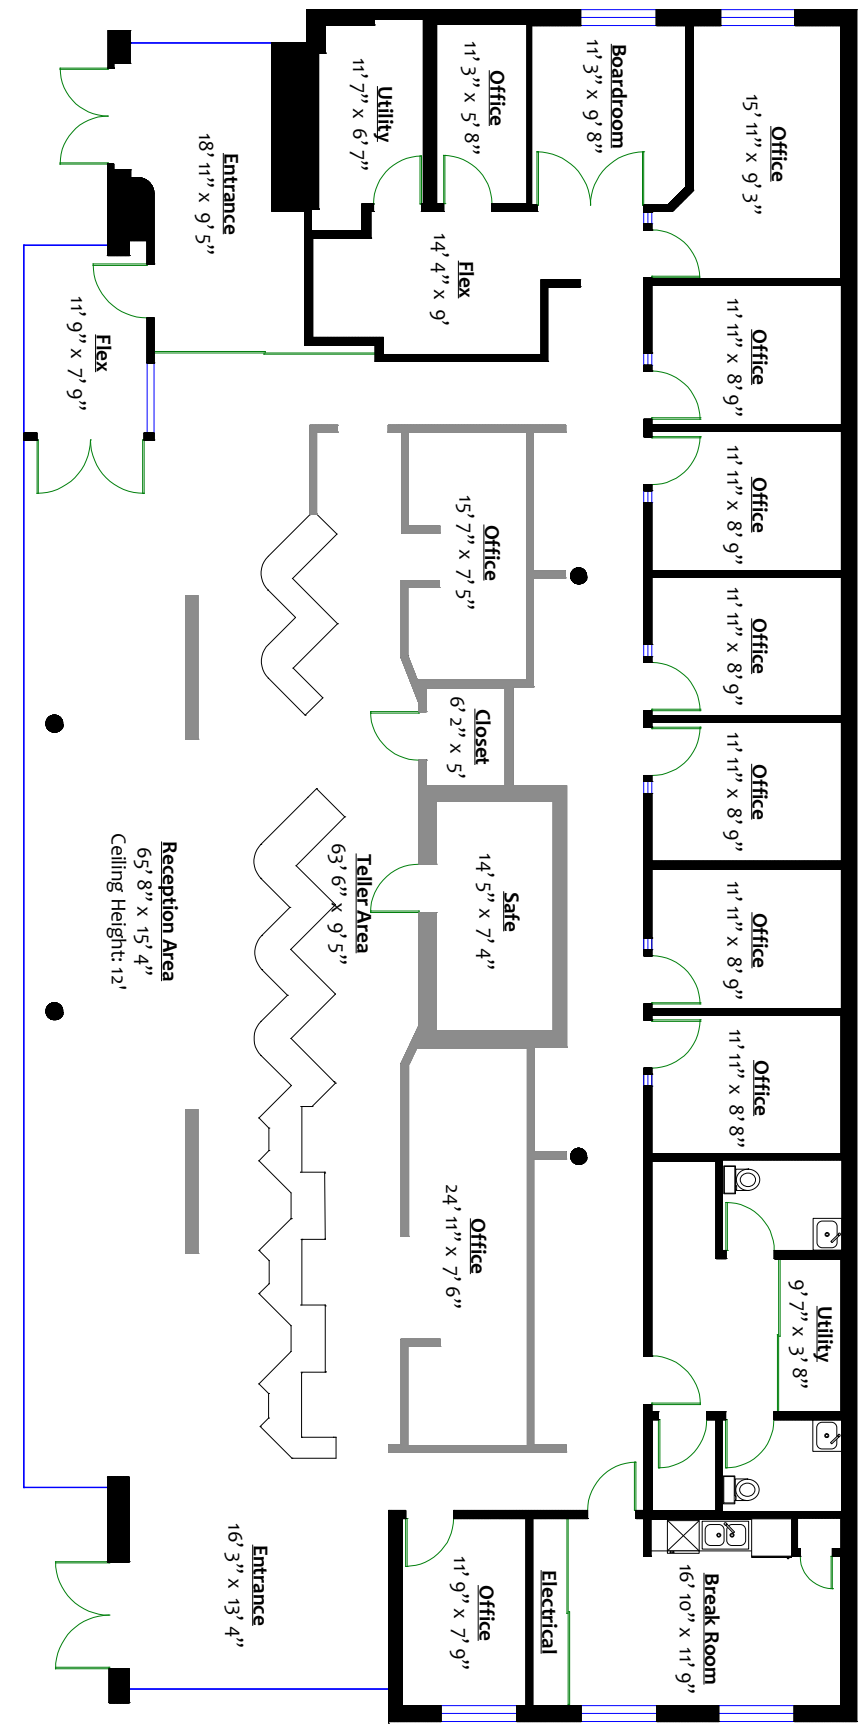 Office
15' 11" x 9' 3"
Boardroom
11' 3" x 9' 8"
Office
11' 3" x 5' 8"
Utility
11' 7" x 6' 7"
Entrance
18' 11" x 9' 5"
Flex
14' 4" x 9'
Flex
11' 9" x 7' 9"
Office
11' 11" x 8' 9"
Office
11' 11" x 8' 9"
Office
11' 11" x 8' 9"
Office
11' 11" x 8' 9"
Office
11' 11" x 8' 9"
Office
11' 11" x 8' 8"
Office
15' 7" x 7' 5"
Closet
6' 2" x 5'
Safe
14' 5" x 7' 4"
Teller Area
63' 6" x 9' 5"
Reception Area
65' 8" x 15' 4"
Ceiling Height: 12'
Office
24' 11" x 7' 6"
Utility
9' 7" x 3' 8"
Break Room
16' 10" x 11' 9"
Electrical
Office
11' 9" x 7' 9"
Entrance
16' 3" x 13' 4"